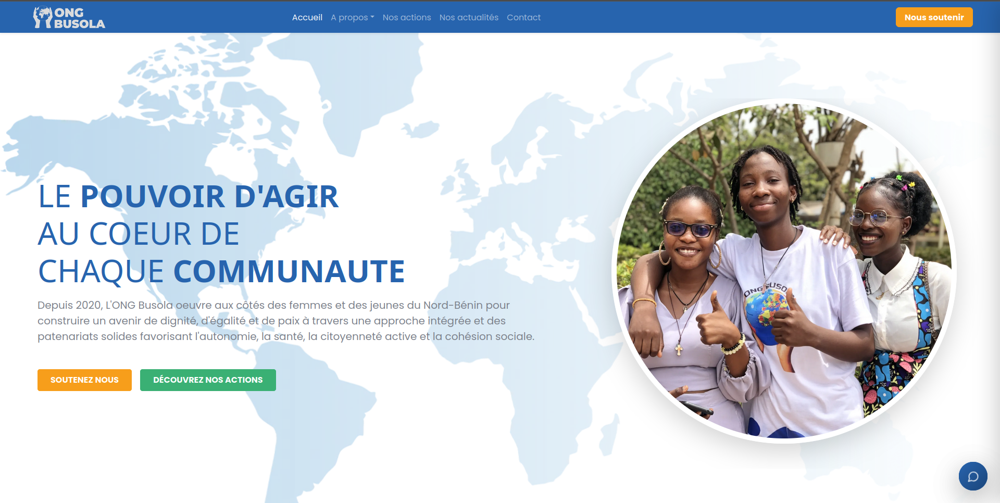 ONG
BUSOLA
Accueil
A propos
Nos actions
Nos actualités
Contact
Nous soutenir
LE POUVOIR D'AGIR
AU COEUR DE
CHAQUE COMMUNAUTE
Depuis 2020, L'ONG Busola oeuvre aux côtés des femmes et des jeunes du Nord-Bénin pour
construire un avenir de dignité, d'égalité et de paix à travers une approche intégrée et des
patenariats solides favorisant l'autonomie, la santé, la citoyenneté active et la cohésion sociale.
SOUTENEZ NOUS
DÉCOUVREZ NOS ACTIONS
ONG BUSO